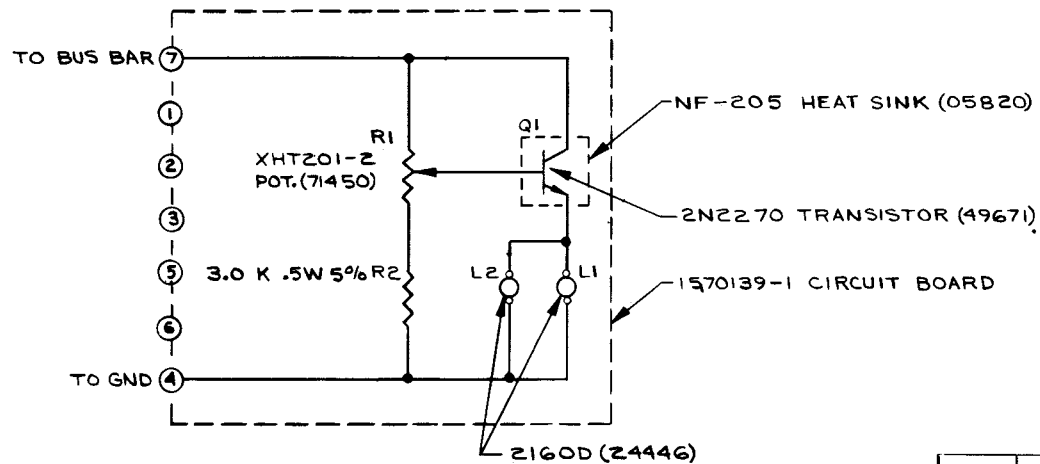 TO BUS BAR 7
1
2
3
5
6
TO GND 4
R1
XHT201-2
POT.(71450)
3.0 K .5W 5% R2
Q1
L2
L1
NF-205 HEAT SINK (05820)
2N2270 TRANSISTOR (49671)
1570139-1 CIRCUIT BOARD
2160D (24446)